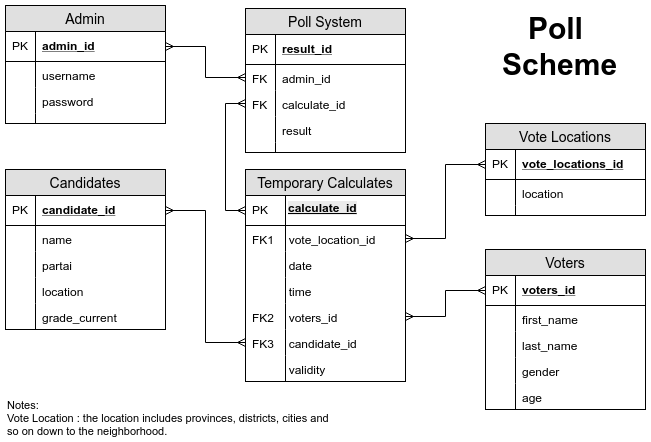 Poll
Scheme
Admin
PK admin_id
username
password
Poll System
PK result_id
FK admin_id
FK calculate_id
result
Vote Locations
PK vote_locations_id
location
Candidates
PK candidate_id
name
partai
location
grade_current
Temporary Calculates
PK calculate_id
FK1 vote_location_id
date
time
FK2 voters_id
FK3 candidate_id
validity
Voters
PK voters_id
first_name
last_name
gender
age
Notes:
Vote Location : the location includes provinces, districts, cities and
so on down to the neighborhood.